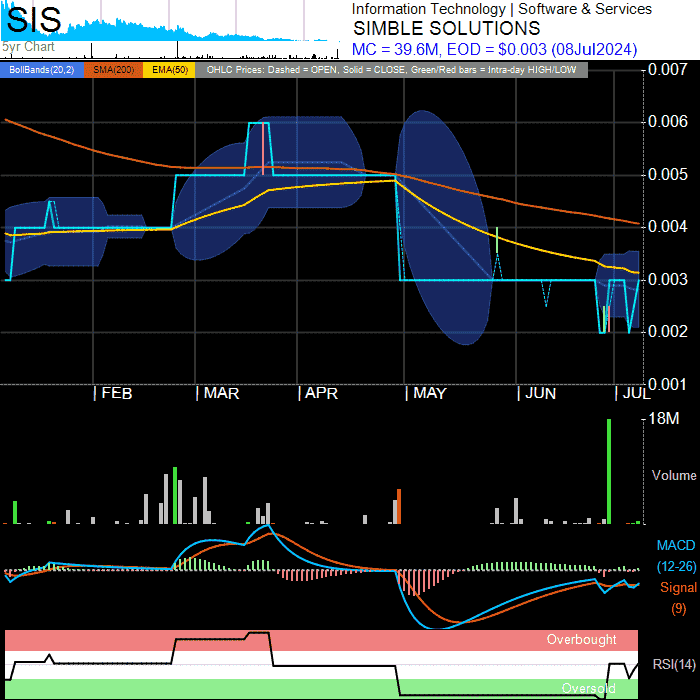 SIS
5yr Chart
Information Technology | Software & Services
SIMBLE SOLUTIONS
MC = 39.6M, EOD = $0.003 (08Jul2024)
BollBands(20,2) SMA(200) EMA(50) OHLC Prices: Dashed = OPEN, Solid = CLOSE, Green/Red bars = Intra-day HIGH/LOW
0.007
0.006
0.005
0.004
0.003
0.002
0.001
| FEB | MAR | APR | MAY | JUN | JUL
18M
Volume
MACD
(12-26)
Signal
(9)
Overbought
RSI(14)
Oversold